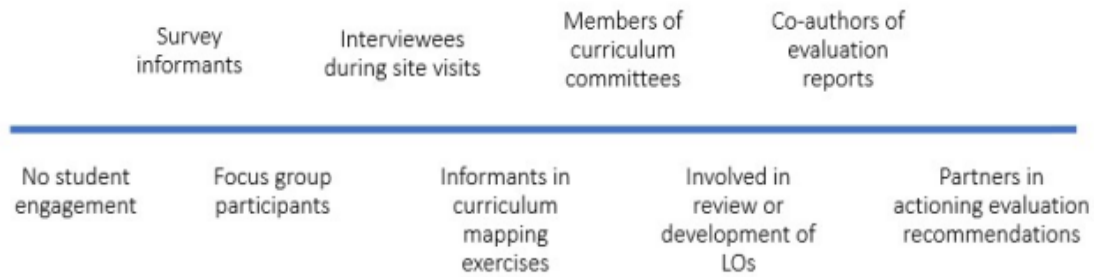 Survey
informants
Interviewees
during site visits
Members of
curriculum
committees
Co-authors of
evaluation
reports
No student
engagement
Focus group
participants
Informants in
curriculum
mapping
exercises
Involved in
review or
development of
LOs
Partners in
actioning evaluation
recommendations